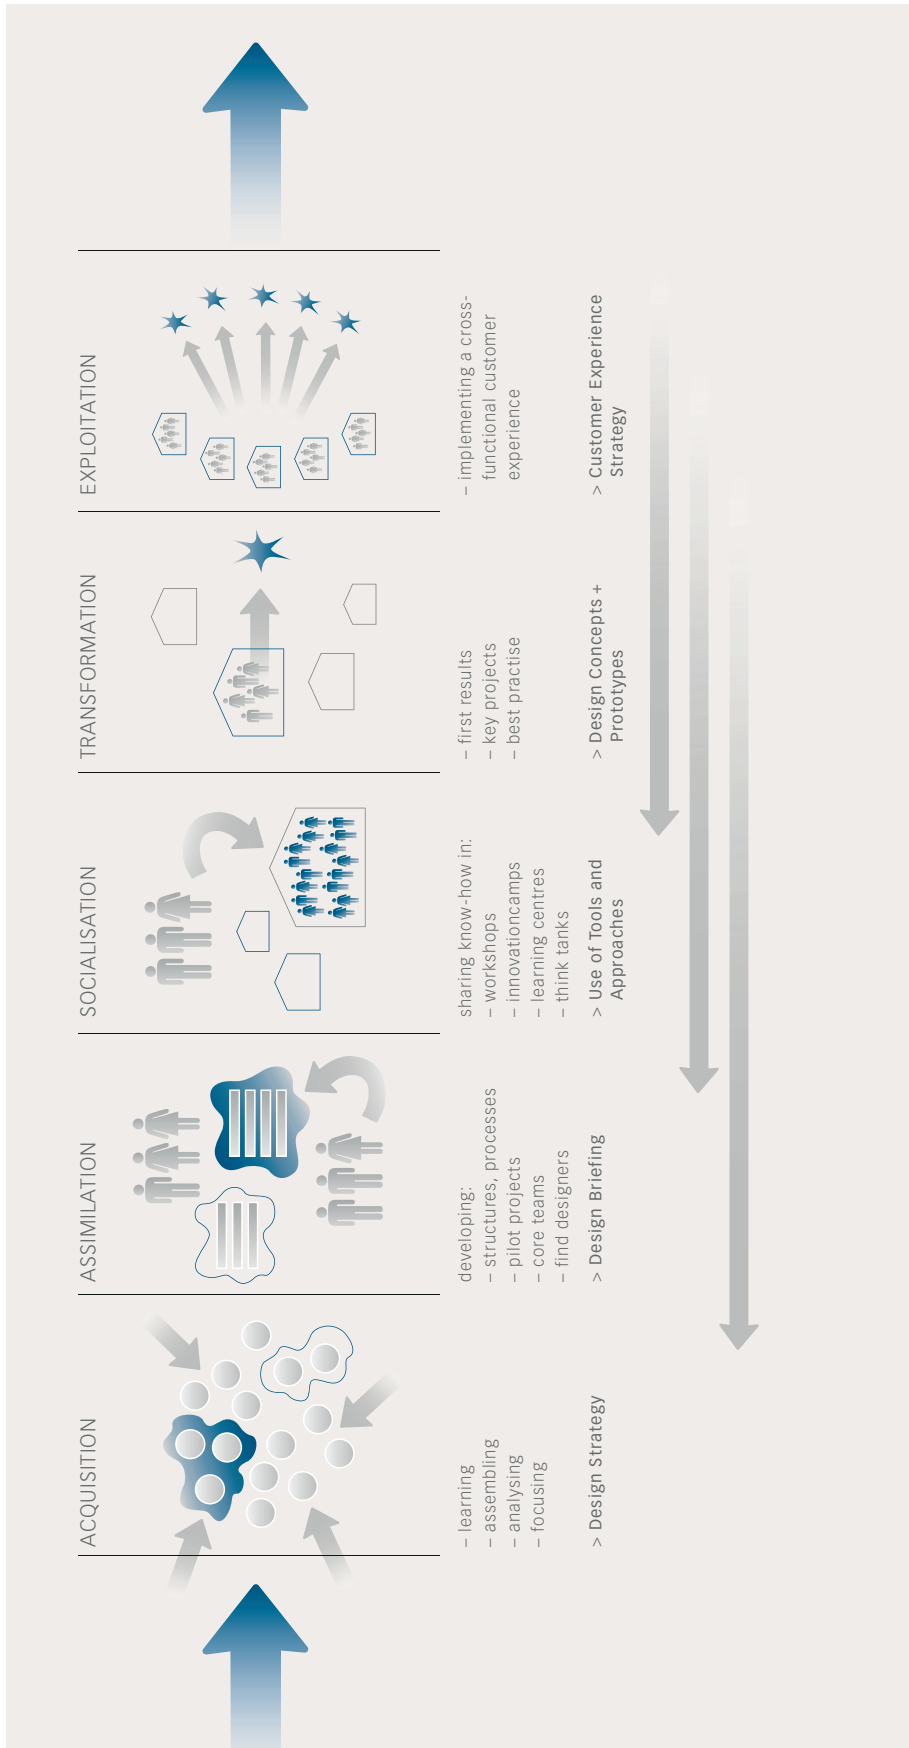 ACQUISITION
– learning
– assembling
– analysing
– focusing
> Design Strategy
ASSIMILATION
developing:
– structures, processes
– pilot projects
– core teams
– find designers
> Design Briefing
SOCIALISATION
sharing know-how in:
– workshops
– innovationcamps
– learning centres
– think tanks
> Use of Tools and
Approaches
TRANSFORMATION
– first results
– key projects
– best practise
> Design Concepts +
Prototypes
EXPLOITATION
– implementing a cross-
functional customer
experience
> Customer Experience
Strategy